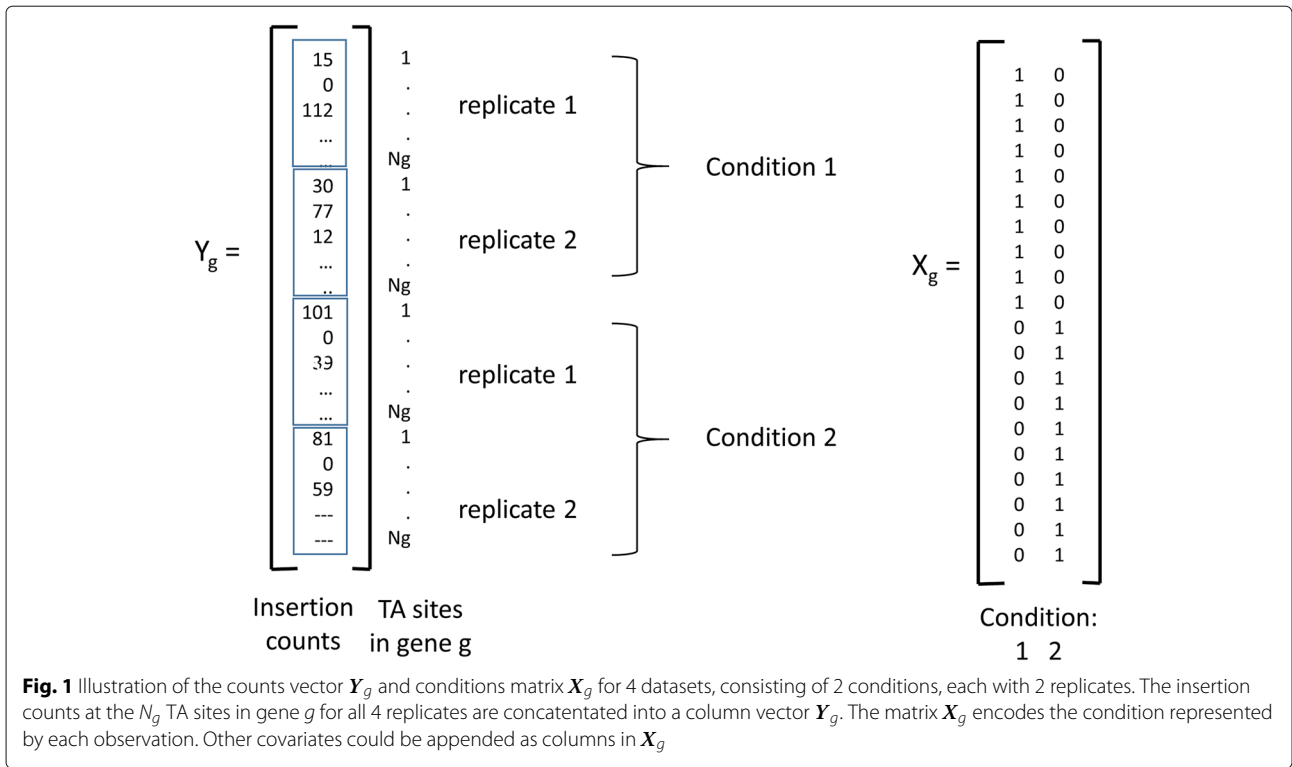 15 1
0 .
112 . replicate 1
... .
... Ng
Condition 1
30 1
77 .
12 . replicate 2
... .
.. Ng
Y_g =
101 1
0 .
39 . replicate 1
... .
... Ng
Condition 2
81 1
0 .
59 . replicate 2
--- .
--- Ng
Insertion counts
TA sites in gene g
X_g =
1 0
1 0
1 0
1 0
1 0
1 0
1 0
1 0
1 0
1 0
0 1
0 1
0 1
0 1
0 1
0 1
0 1
0 1
0 1
0 1
Condition:
1 2
Fig. 1 Illustration of the counts vector Y_g and conditions matrix X_g for 4 datasets, consisting of 2 conditions, each with 2 replicates. The insertion
counts at the N_g TA sites in gene g for all 4 replicates are concatentated into a column vector Y_g. The matrix X_g encodes the condition represented
by each observation. Other covariates could be appended as columns in X_g